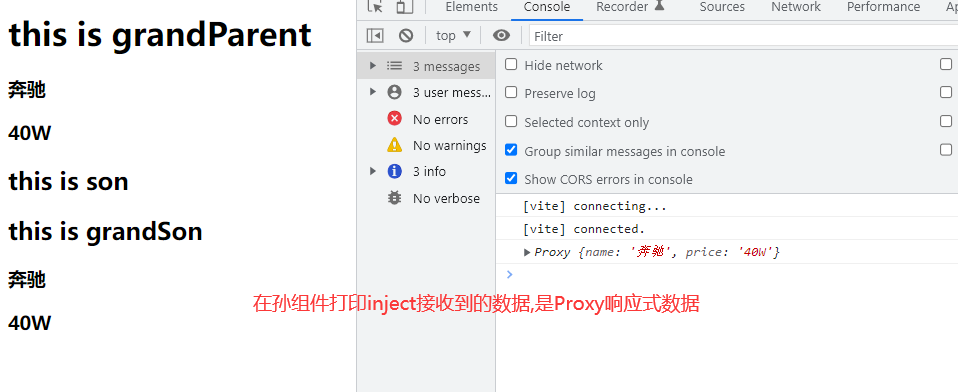 this is grandParent
奔驰
40W
this is son
this is grandSon
奔驰
40W
Elements Console Recorder Sources Network Performance Ap
top Filter
3 messages
3 user mess...
No errors
No warnings
3 info
No verbose
Hide network
Preserve log
Selected context only
Group similar messages in console
Show CORS errors in console
[vite] connecting...
[vite] connected.
Proxy {name: '奔驰', price: '40W'}
在孙组件打印inject接收到的数据,是Proxy响应式数据